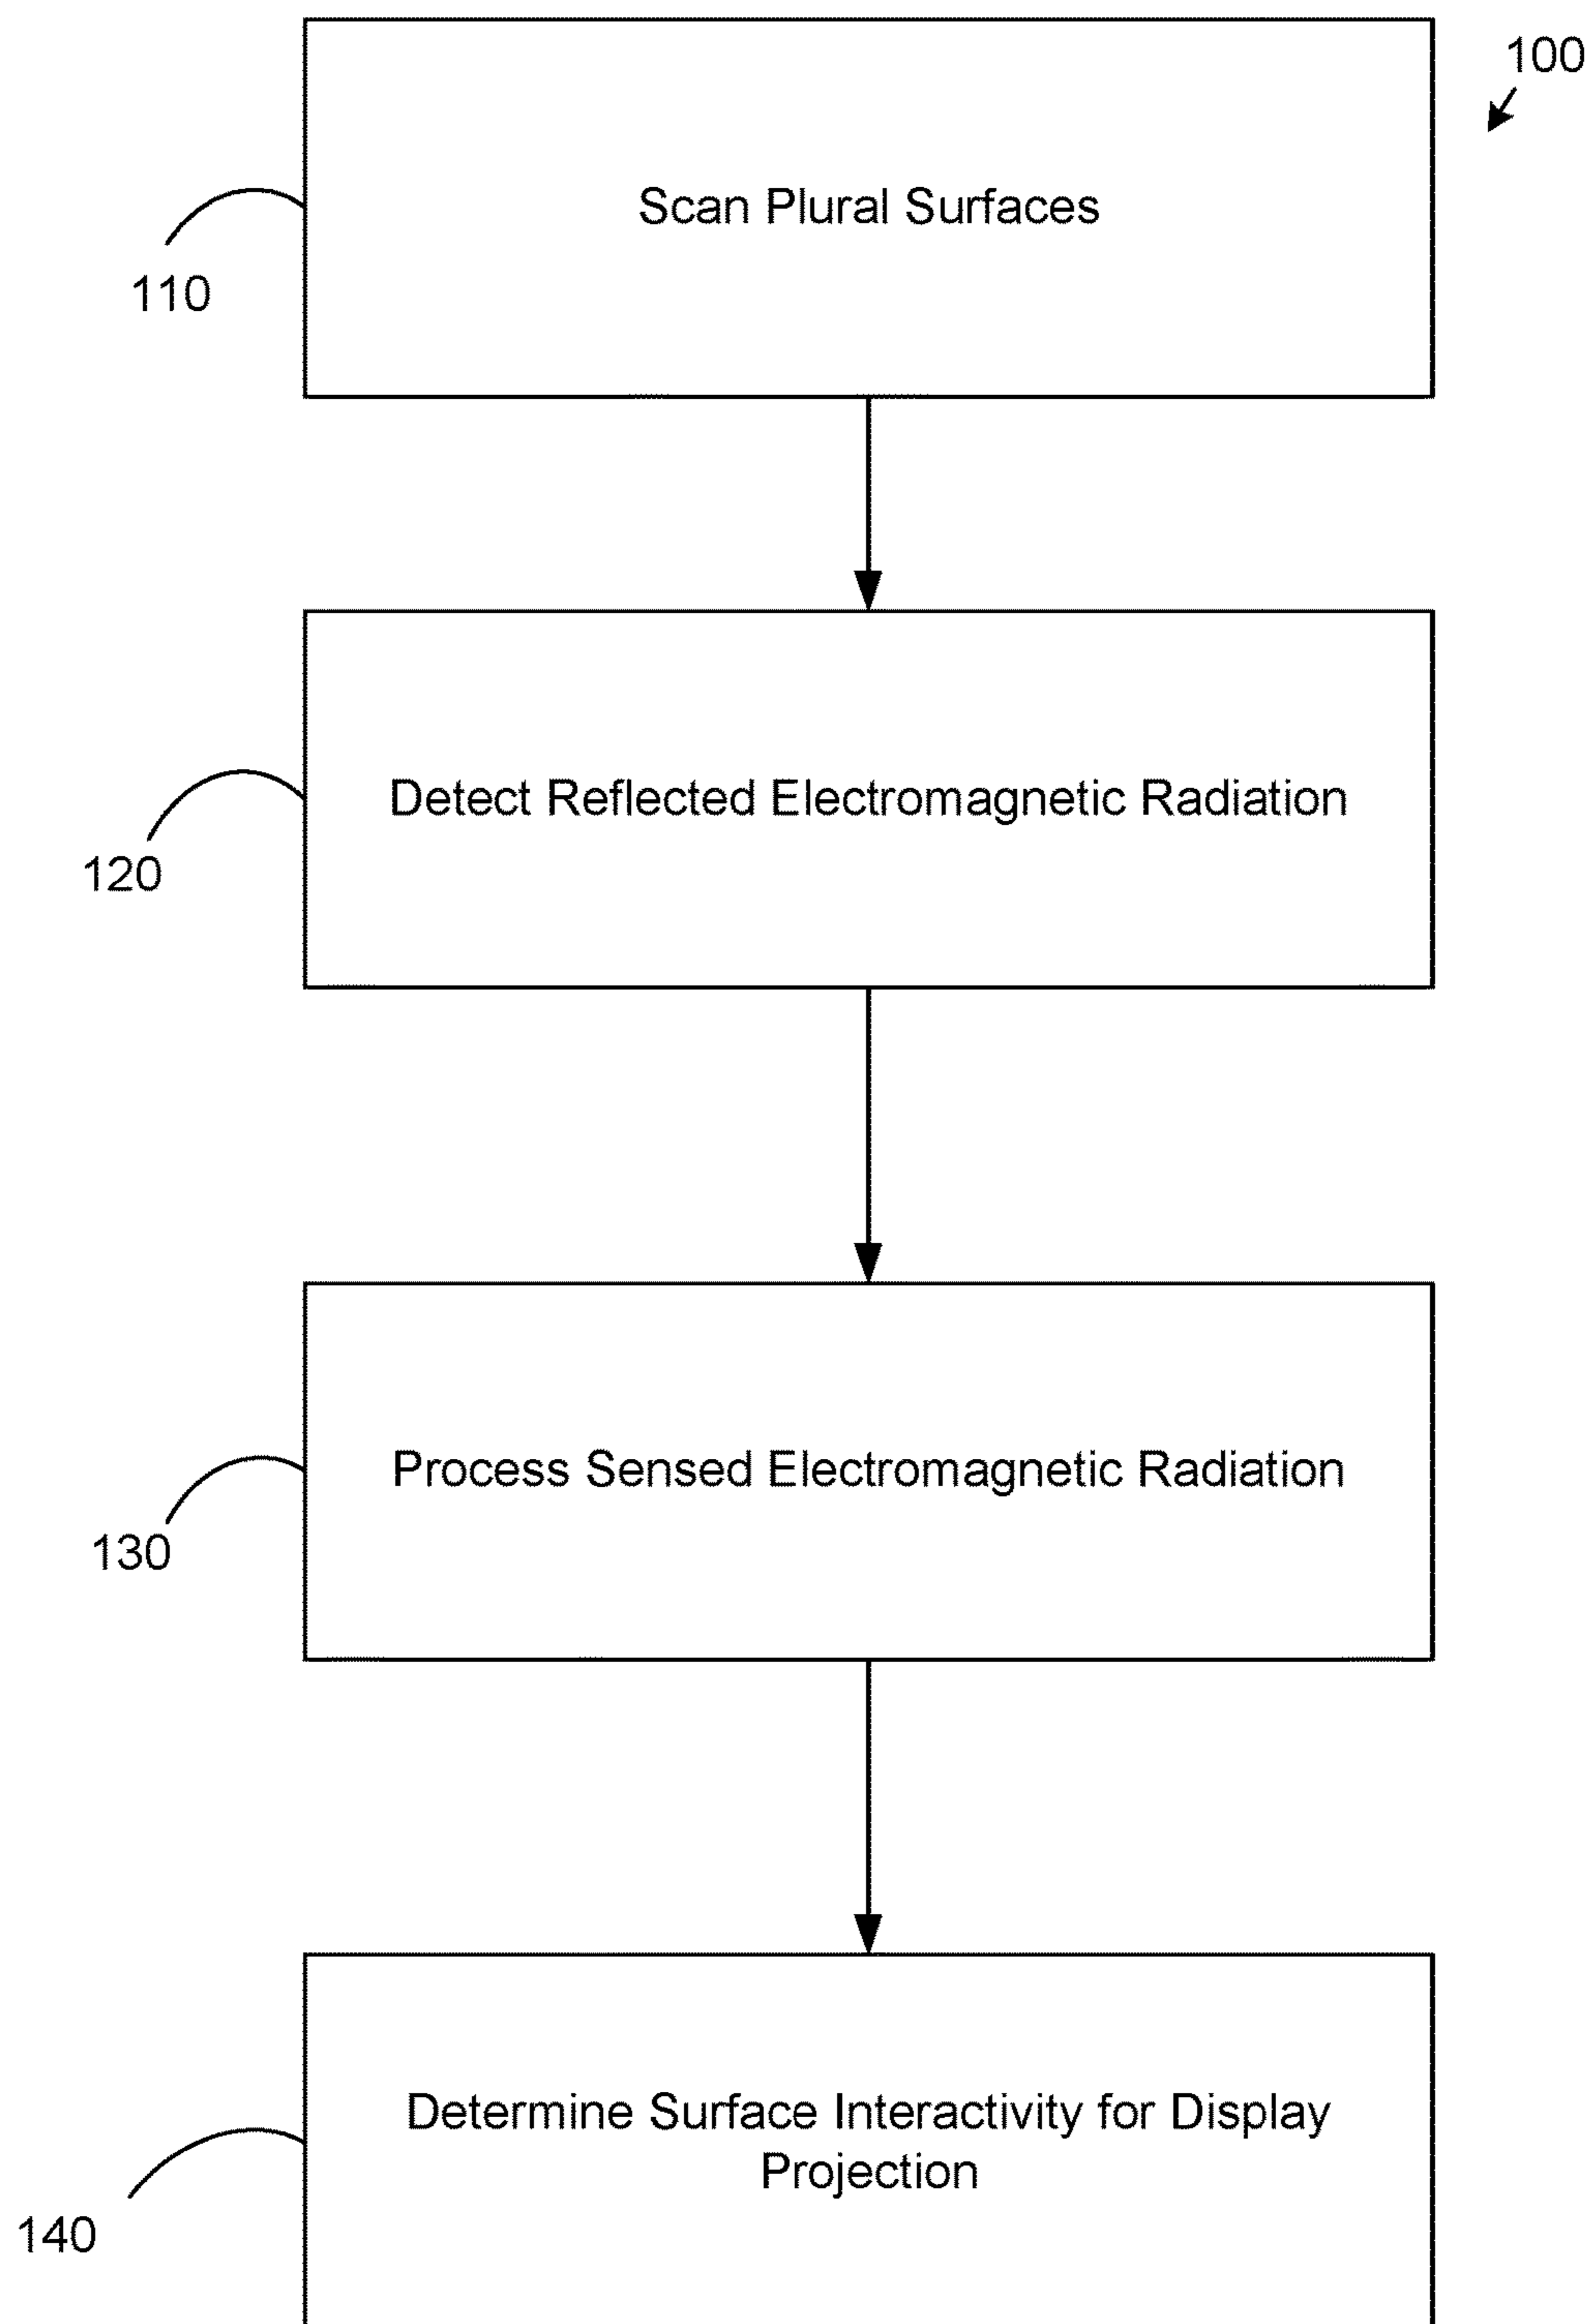 100
Scan Plural Surfaces
110
Detect Reflected Electromagnetic Radiation
120
Process Sensed Electromagnetic Radiation
130
Determine Surface Interactivity for Display
Projection
140